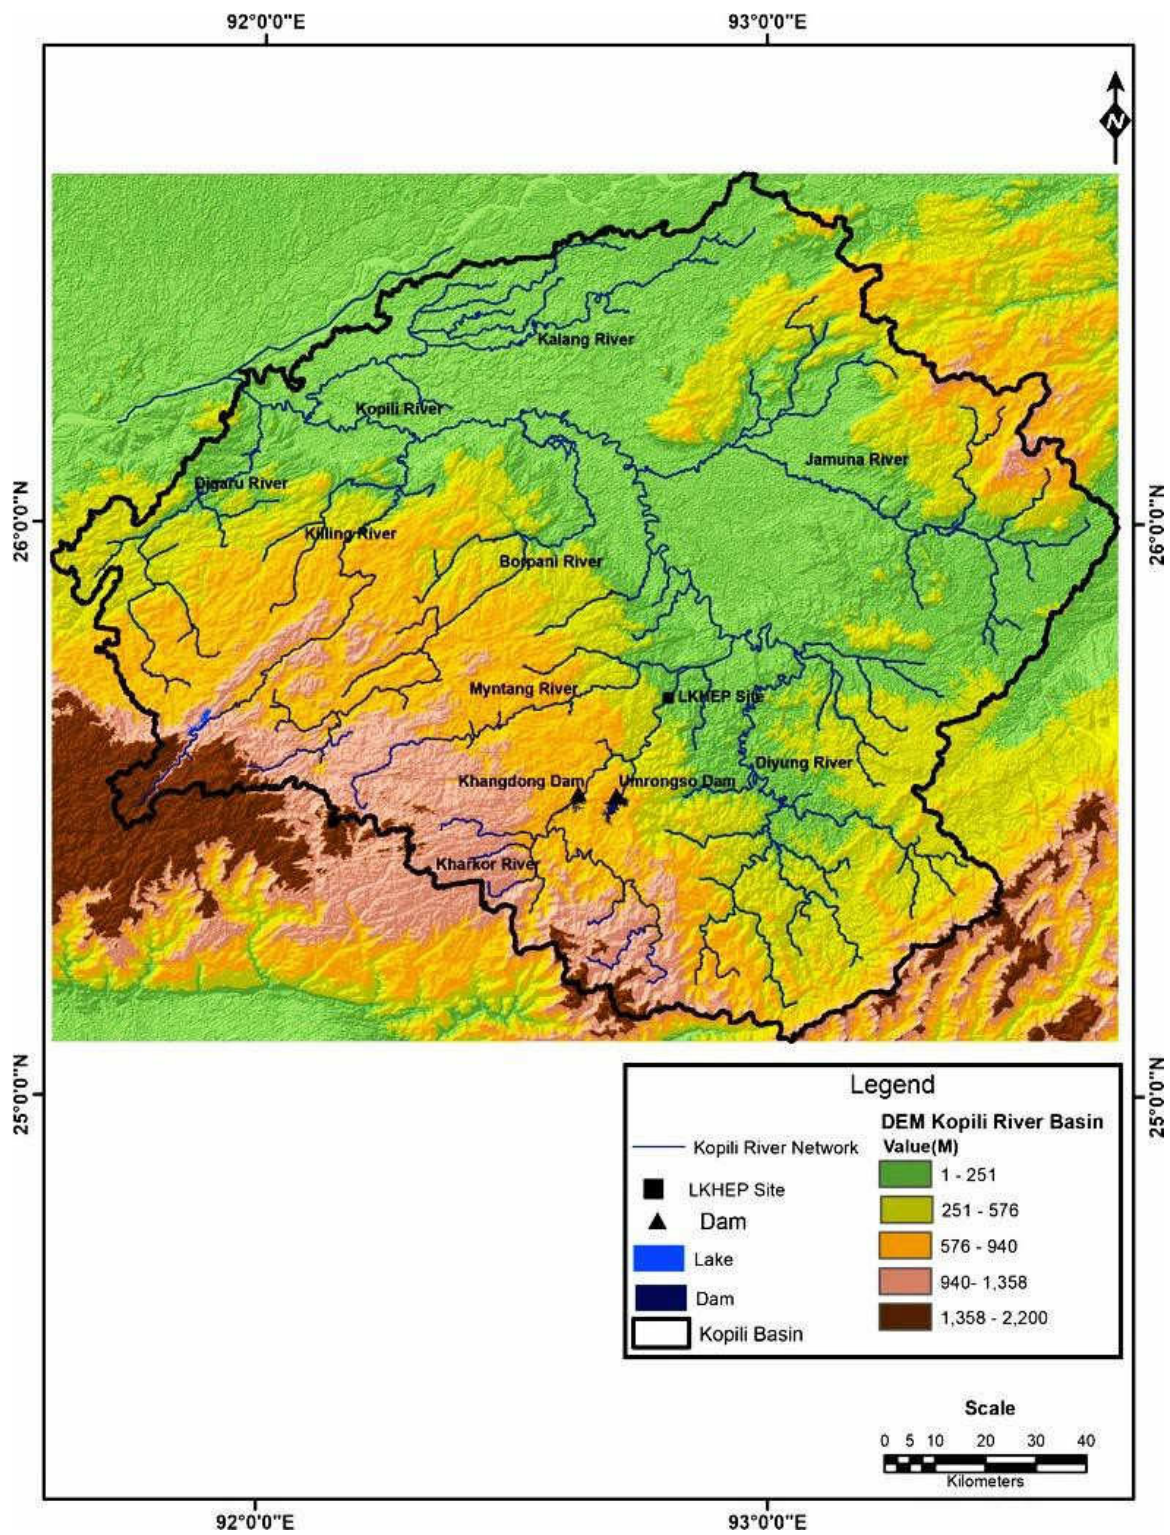 92°0'0"E
93°0'0"E
N
Kalang River
Kopili River
Jamuna River
Digaru River
26°0'0"N
26°0'0"N
Killing River
Borpani River
Myntang River
LKHEP Site
Diyung River
Khangdong Dam
Umrongso Dam
Kharkor River
25°0'0"N
25°0'0"N
Legend
Kopili River Network
LKHEP Site
Dam
Lake
Dam
Kopili Basin
DEM Kopili River Basin
Value(M)
1 - 251
251 - 576
576 - 940
940- 1,358
1,358 - 2,200
Scale
0 5 10 20 30 40
Kilometers
92°0'0"E
93°0'0"E